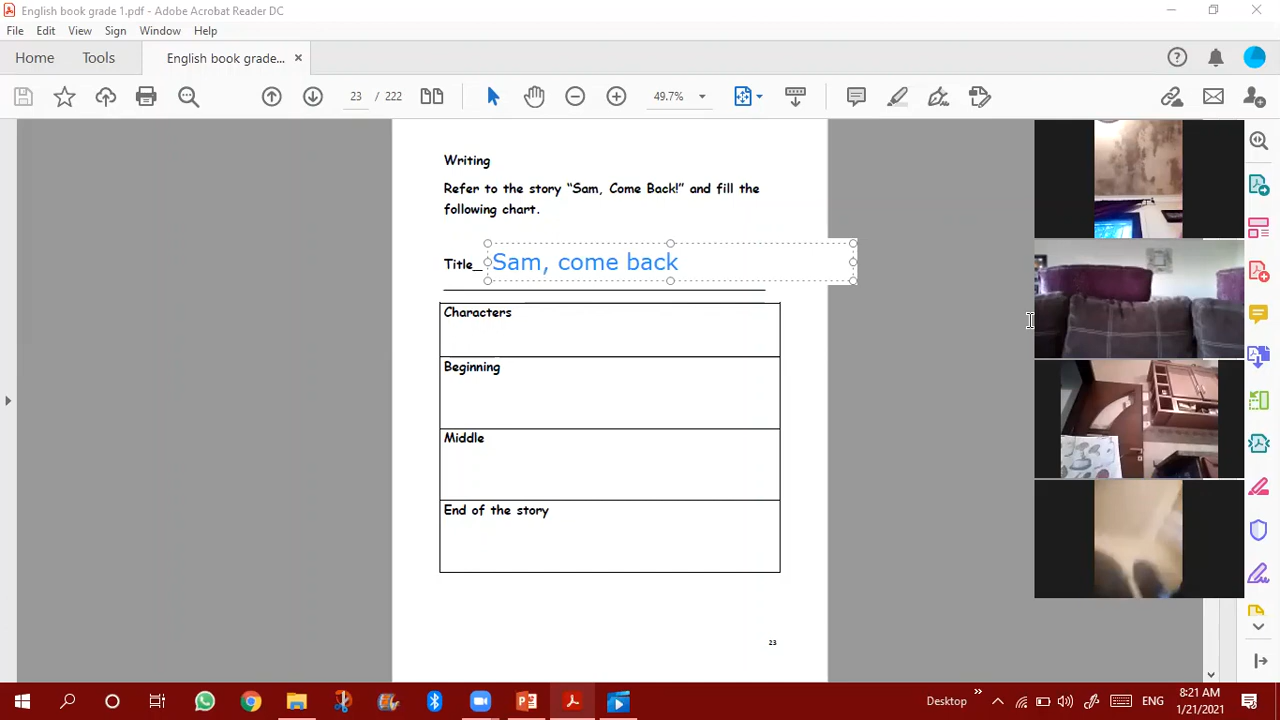 English book grade 1.pdf - Adobe Acrobat Reader DC
File Edit View Sign Window Help
Home Tools English book grade... ×
23 / 222 49.7%
Writing
Refer to the story “Sam, Come Back!” and fill the
following chart.
Title_ Sam, come back
Characters
Beginning
Middle
End of the story
23
Desktop » ENG 8:21 AM
1/21/2021